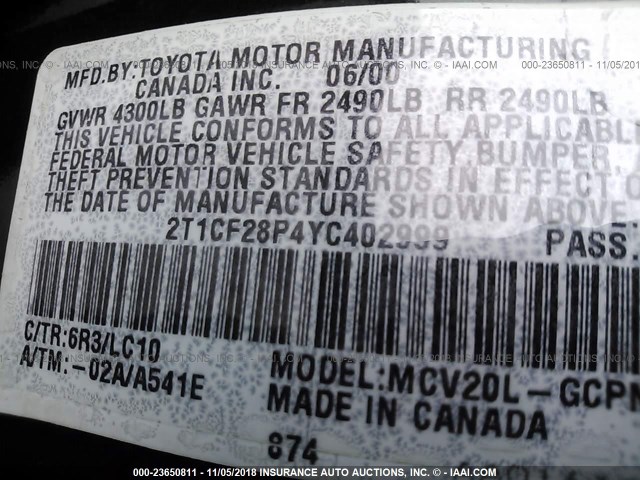 MFD.BY:TOYOTA MOTOR MANUFACTURING
CANADA INC. 06/00
GVWR 4300LB GAWR FR 2490LB RR 2490LB
THIS VEHICLE CONFORMS TO ALL
FEDERAL MOTOR VEHICLE SAFETY, BUMPER,
THEFT PREVENTION STANDARDS IN EFFECT
THE DATE OF MANUFACTURE SHOWN ABOVE.
2T1CF28P4YC402999 PASS.
C/TR:6R3/LC10
A/TM:-02A/A541E
MODEL:MCV20L-GCP
MADE IN CANADA
874
000-23650811 - 11/05/2018 INSURANCE AUTO AUCTIONS, INC. - © - IAAI.COM